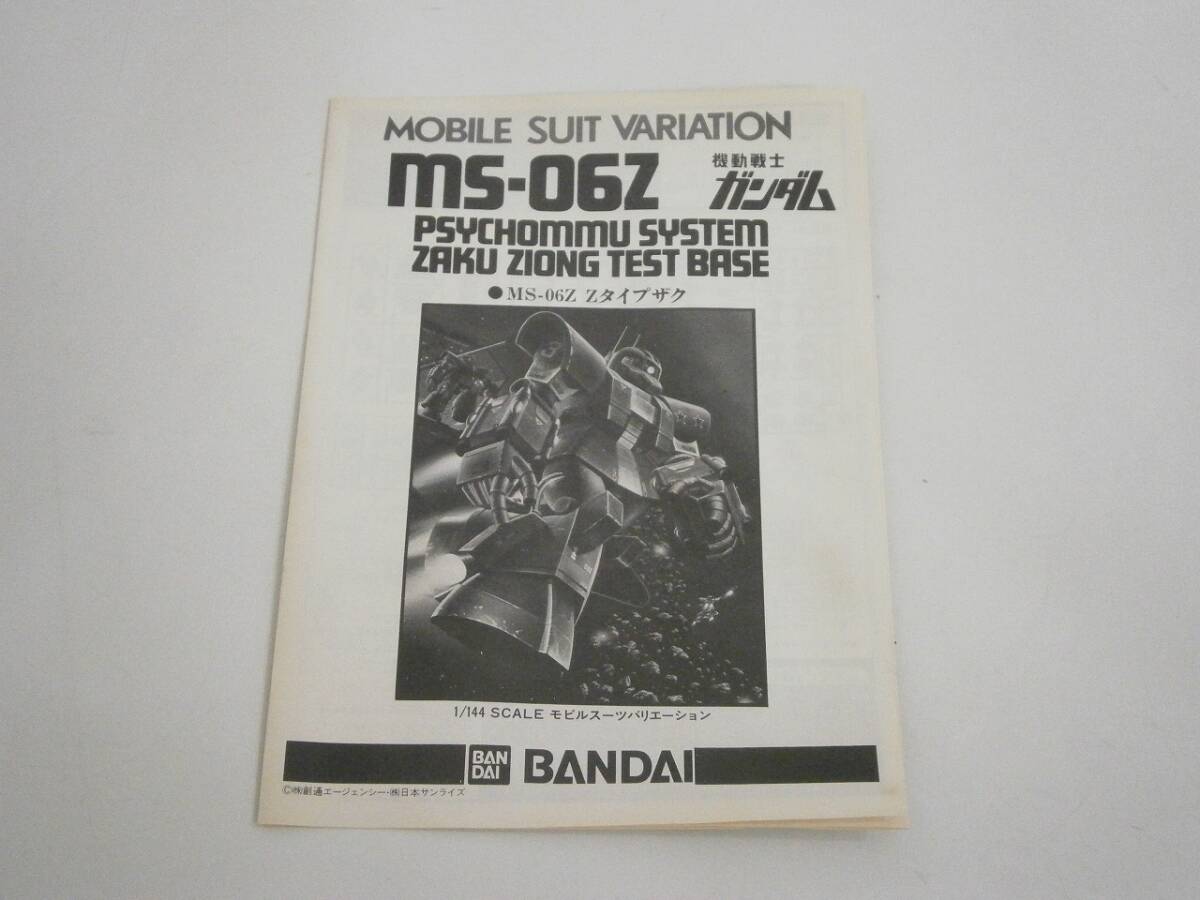 MOBILE SUIT VARIATION
MS-06Z
機動戦士
ガンダム
PSYCHOMMU SYSTEM
ZAKU ZIONG TEST BASE
●MS-06Z Zタイプザク
1/144 SCALE モビルスーツバリエーション
BAN
DAI
BANDAI
©㈱創通エージェンシー・㈱日本サンライズ